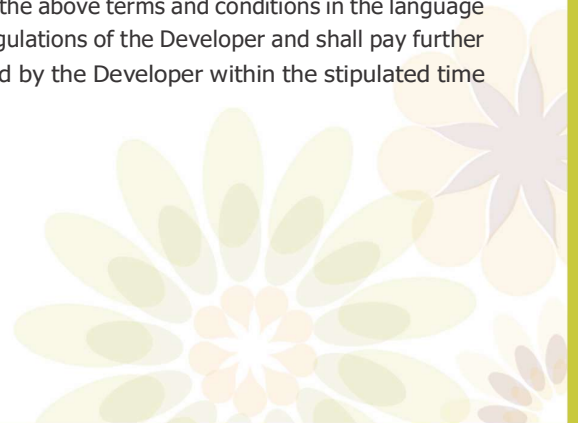 the above terms and conditions in the language
gulations of the Developer and shall pay further
d by the Developer within the stipulated time